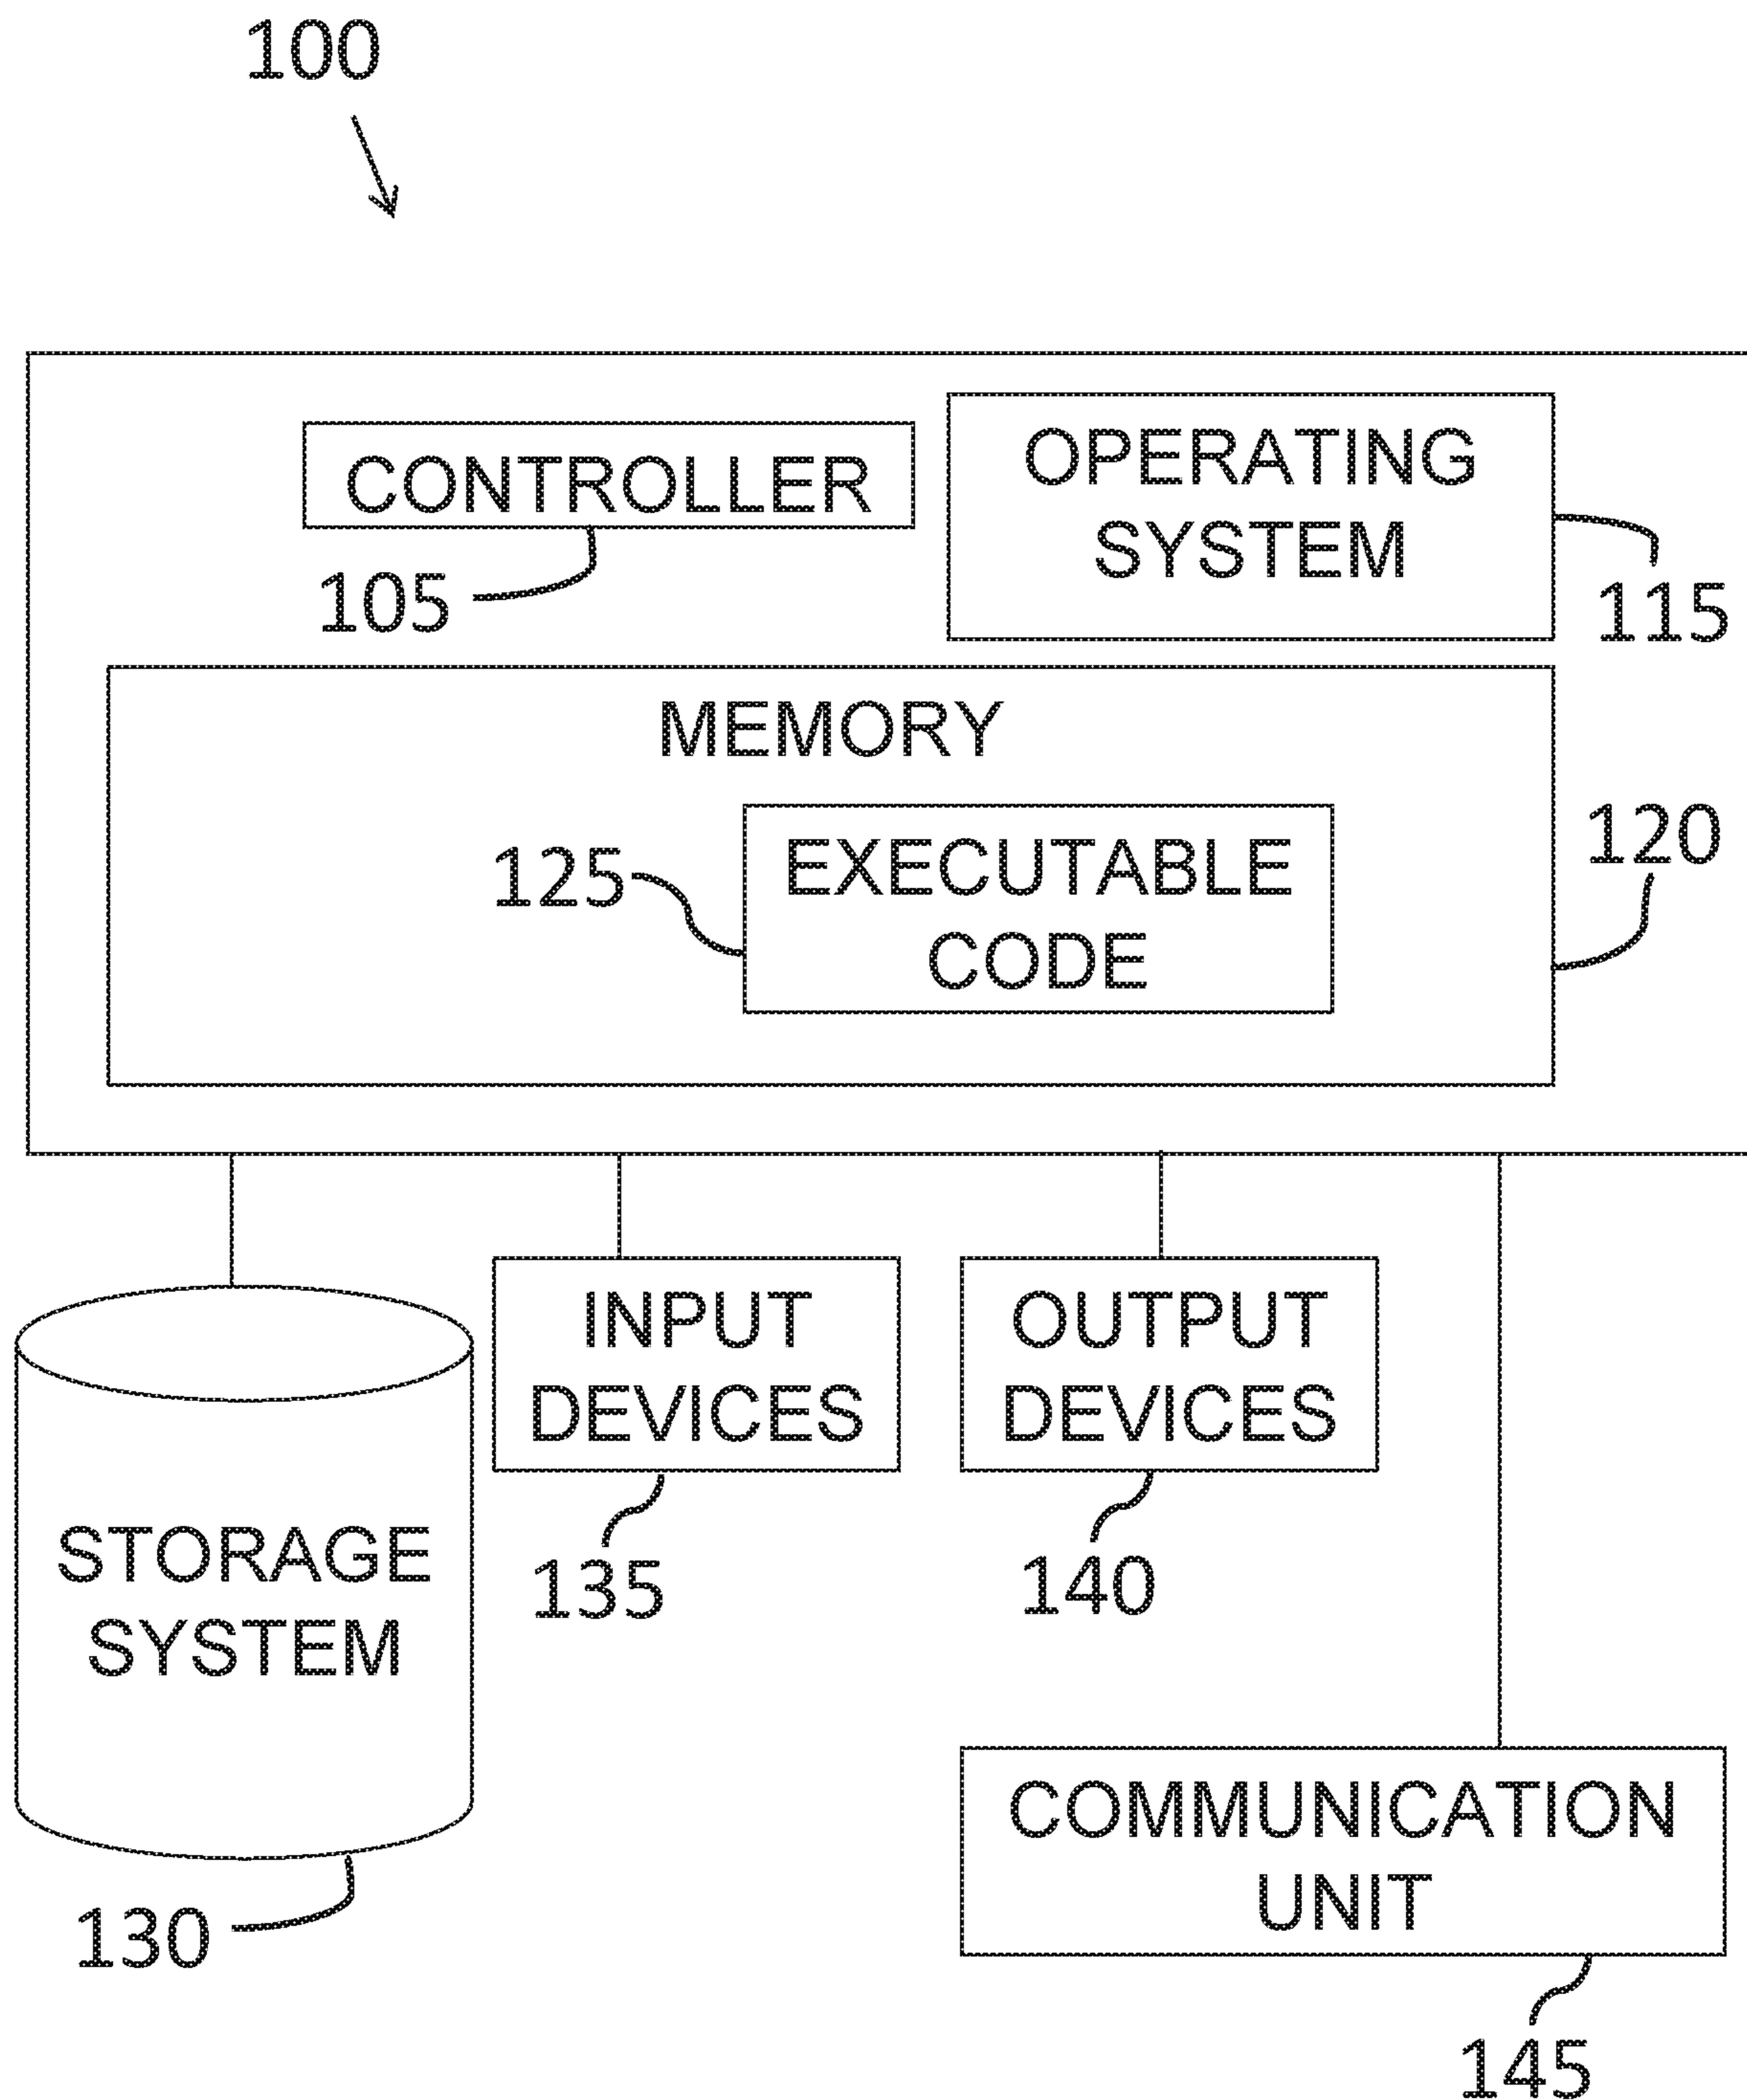 100
CONTROLLER
105
OPERATING
SYSTEM
115
MEMORY
120
125
EXECUTABLE
CODE
INPUT
DEVICES
135
OUTPUT
DEVICES
140
STORAGE
SYSTEM
130
COMMUNICATION
UNIT
145